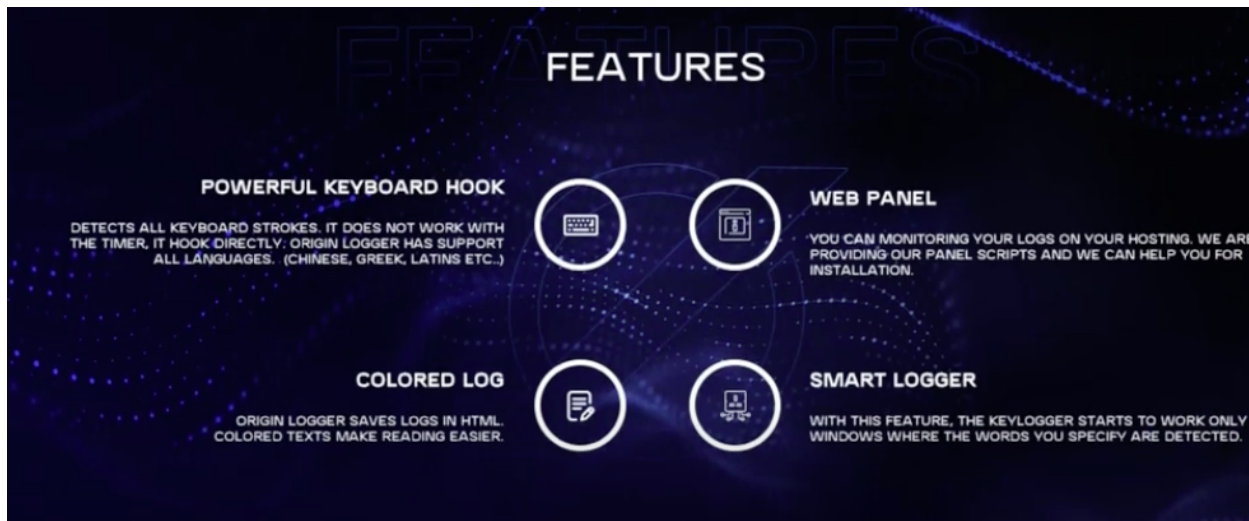 FEATURES
FEATURES
POWERFUL KEYBOARD HOOK
DETECTS ALL KEYBOARD STROKES. IT DOES NOT WORK WITH
THE TIMER, IT HOOK DIRECTLY. ORIGIN LOGGER HAS SUPPORT
ALL LANGUAGES. (CHINESE, GREEK, LATINS ETC..)
WEB PANEL
YOU CAN MONITORING YOUR LOGS ON YOUR HOSTING. WE ARE
PROVIDING OUR PANEL SCRIPTS AND WE CAN HELP YOU FOR
INSTALLATION.
COLORED LOG
ORIGIN LOGGER SAVES LOGS IN HTML.
COLORED TEXTS MAKE READING EASIER.
SMART LOGGER
WITH THIS FEATURE, THE KEYLOGGER STARTS TO WORK ONLY
WINDOWS WHERE THE WORDS YOU SPECIFY ARE DETECTED.